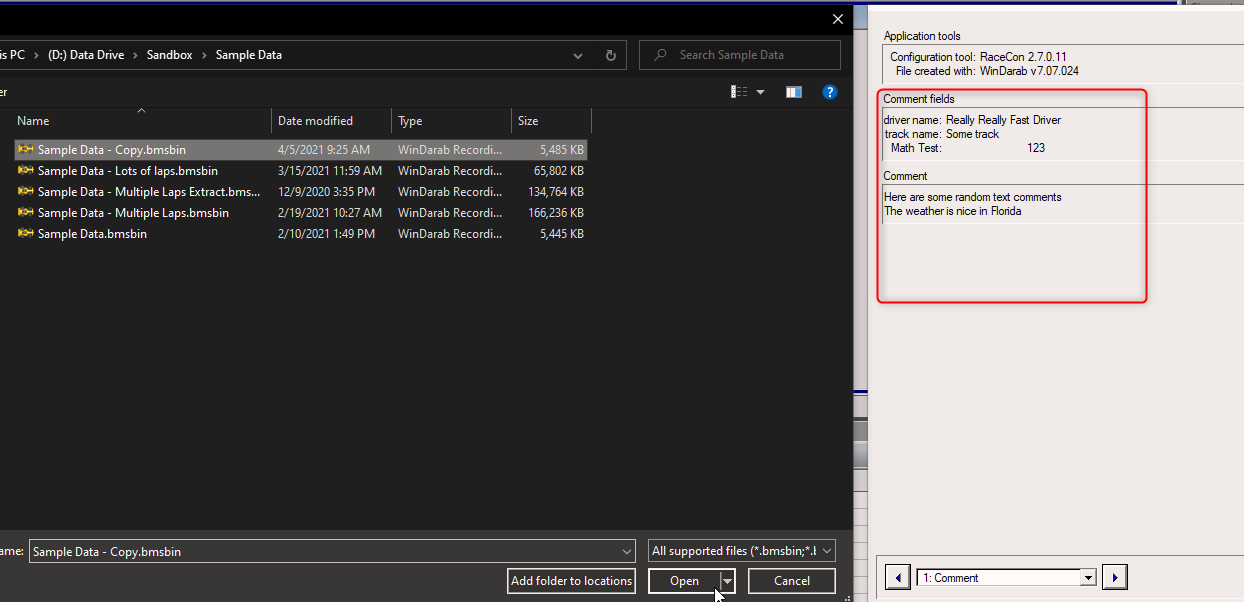 is PC > (D:) Data Drive > Sandbox > Sample Data
Search Sample Data
er
Name Date modified Type Size
Sample Data - Copy.bmsbin 4/5/2021 9:25 AM WinDarab Recordi... 5,485 KB
Sample Data - Lots of laps.bmsbin 3/15/2021 11:59 AM WinDarab Recordi... 65,802 KB
Sample Data - Multiple Laps Extract.bms... 12/9/2020 3:35 PM WinDarab Recordi... 134,764 KB
Sample Data - Multiple Laps.bmsbin 2/19/2021 10:27 AM WinDarab Recordi... 166,236 KB
Sample Data.bmsbin 2/10/2021 1:49 PM WinDarab Recordi... 5,445 KB
ame: Sample Data - Copy.bmsbin
All supported files (*.bmsbin;*.b
Add folder to locations
Open
Cancel
Application tools
Configuration tool: RaceCon 2.7.0.11
File created with: WinDarab v7.07.024
Comment fields
driver name: Really Really Fast Driver
track name: Some track
Math Test: 123
Comment
Here are some random text comments
The weather is nice in Florida
1: Comment